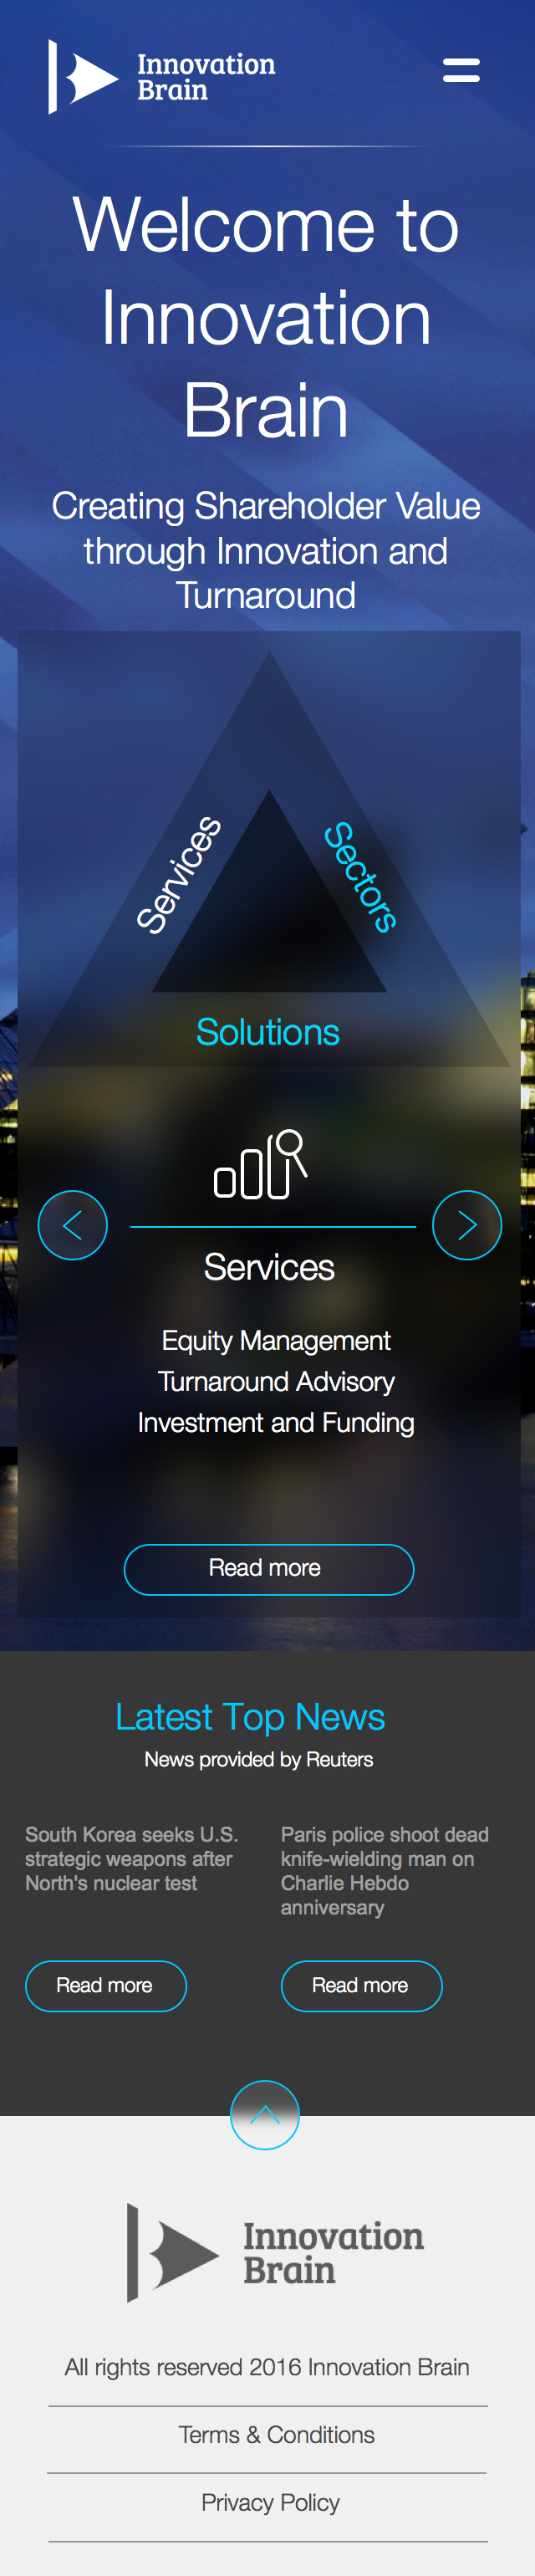 Innovation
Brain
Welcome to
Innovation
Brain
Creating Shareholder Value
through Innovation and
Turnaround
Services
Sectors
Solutions
Services
Equity Management
Turnaround Advisory
Investment and Funding
Read more
Latest Top News
News provided by Reuters
South Korea seeks U.S.
strategic weapons after
North's nuclear test
Read more
Paris police shoot dead
knife-wielding man on
Charlie Hebdo
anniversary
Read more
Innovation
Brain
All rights reserved 2016 Innovation Brain
Terms & Conditions
Privacy Policy